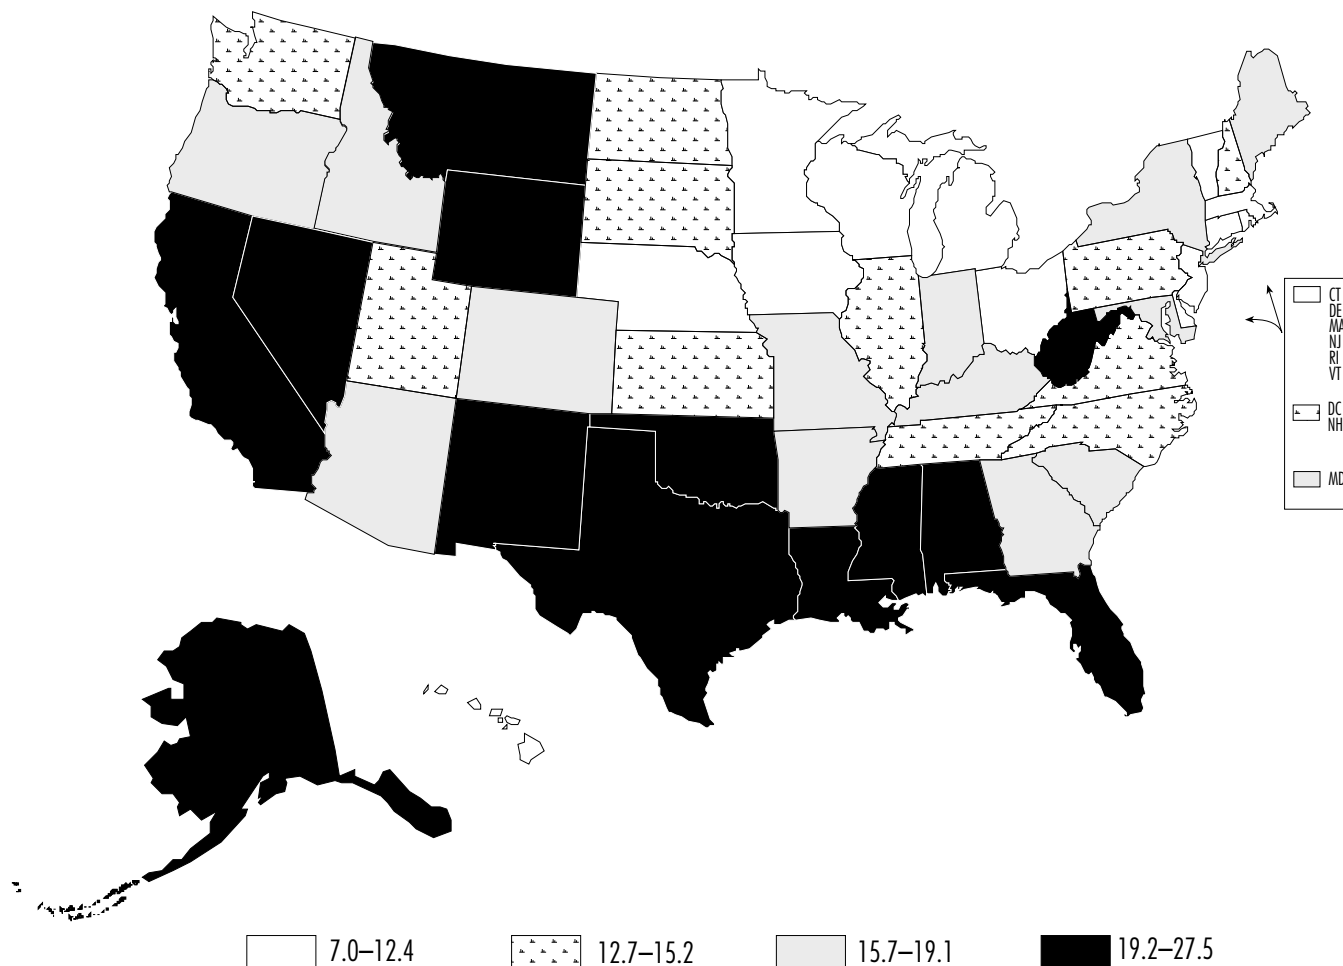 CT
DE
MA
NJ
RI
VT
DC
NH
MD
7.0–12.4
12.7–15.2
15.7–19.1
19.2–27.5